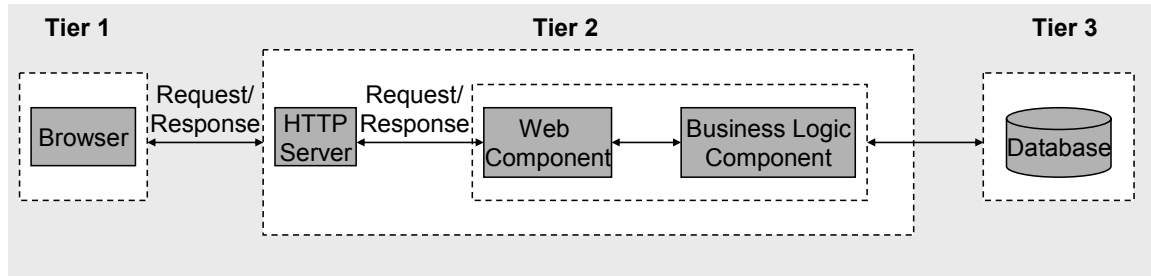 Tier 1
Tier 2
Tier 3
Request/
Response
Request/
Response
Browser
HTTP
Server
Web
Component
Business Logic
Component
Database